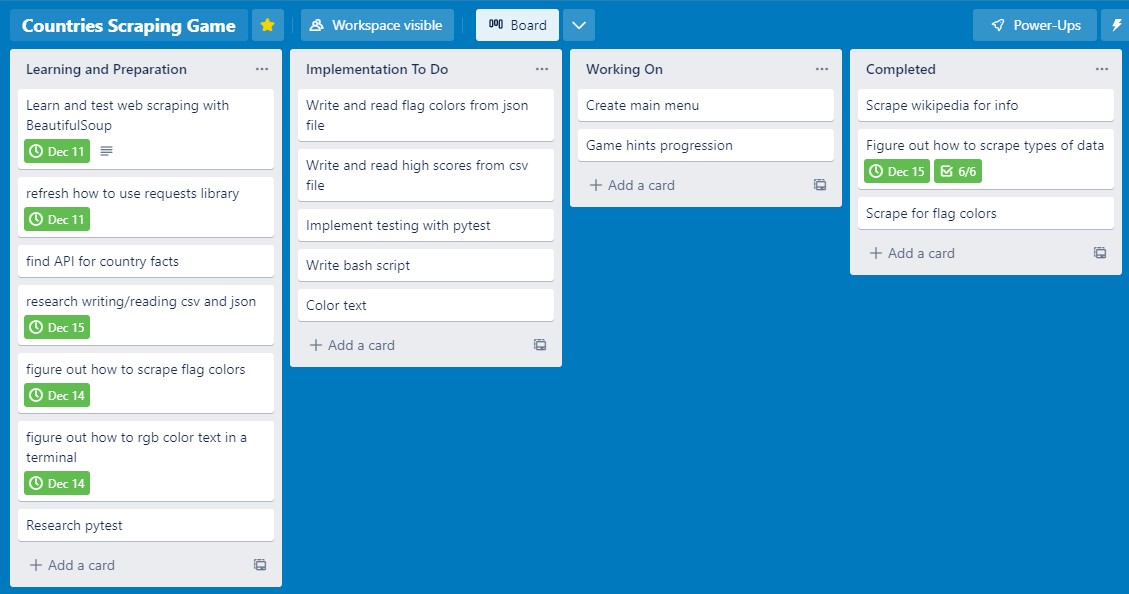 Countries Scraping Game
Workspace visible
Board
Power-Ups
Learning and Preparation
Learn and test web scraping with
BeautifulSoup
Dec 11
refresh how to use requests library
Dec 11
find API for country facts
research writing/reading csv and json
Dec 15
figure out how to scrape flag colors
Dec 14
figure out how to rgb color text in a
terminal
Dec 14
Research pytest
Add a card
Implementation To Do
Write and read flag colors from json
file
Write and read high scores from csv
file
Implement testing with pytest
Write bash script
Color text
Add a card
Working On
Create main menu
Game hints progression
Add a card
Completed
Scrape wikipedia for info
Figure out how to scrape types of data
Dec 15
6/6
Scrape for flag colors
Add a card